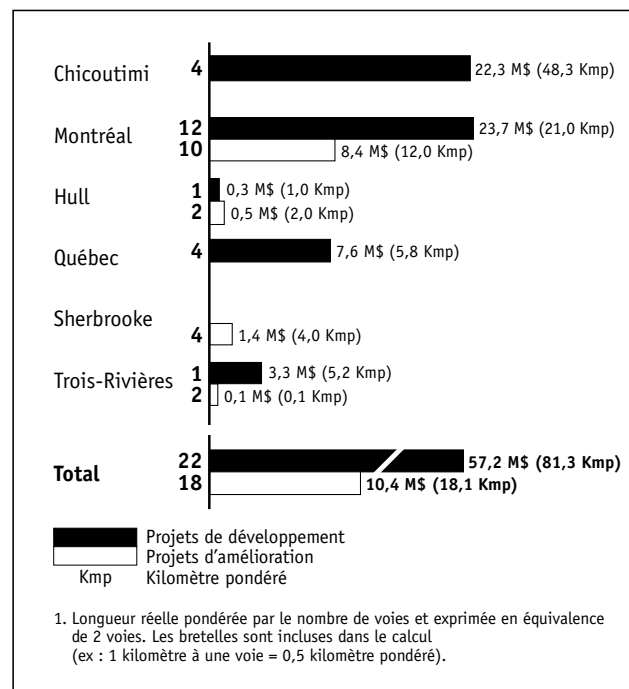 Chicoutimi 4 22,3 M$ (48,3 Kmp)
Montréal 12 23,7 M$ (21,0 Kmp)
10 8,4 M$ (12,0 Kmp)
Hull 1 0,3 M$ (1,0 Kmp)
2 0,5 M$ (2,0 Kmp)
Québec 4 7,6 M$ (5,8 Kmp)
Sherbrooke
4 1,4 M$ (4,0 Kmp)
Trois-Rivières 1 3,3 M$ (5,2 Kmp)
2 0,1 M$ (0,1 Kmp)
Total 22 57,2 M$ (81,3 Kmp)
18 10,4 M$ (18,1 Kmp)
Projets de développement
Projets d'amélioration
Kmp Kilomètre pondéré
1. Longueur réelle pondérée par le nombre de voies et exprimée en équivalence
de 2 voies. Les bretelles sont incluses dans le calcul
(ex : 1 kilomètre à une voie = 0,5 kilomètre pondéré).